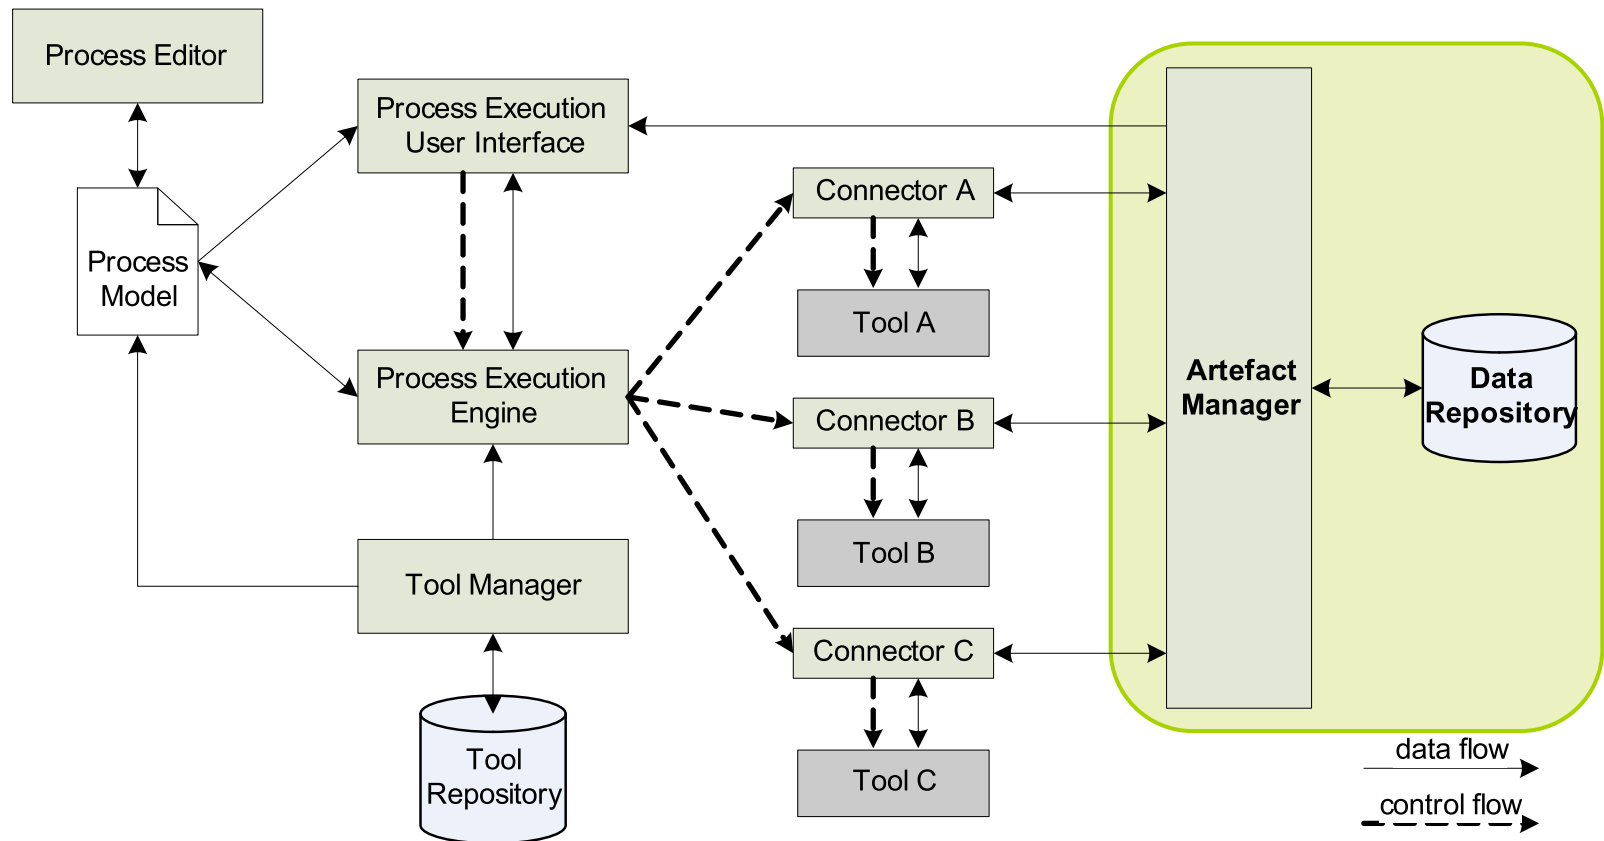 Process Editor
Process Execution
User Interface
Process
Model
Process Execution
Engine
Tool Manager
Tool
Repository
Connector A
Tool A
Connector B
Tool B
Connector C
Tool C
Artefact
Manager
Data
Repository
data flow
control flow